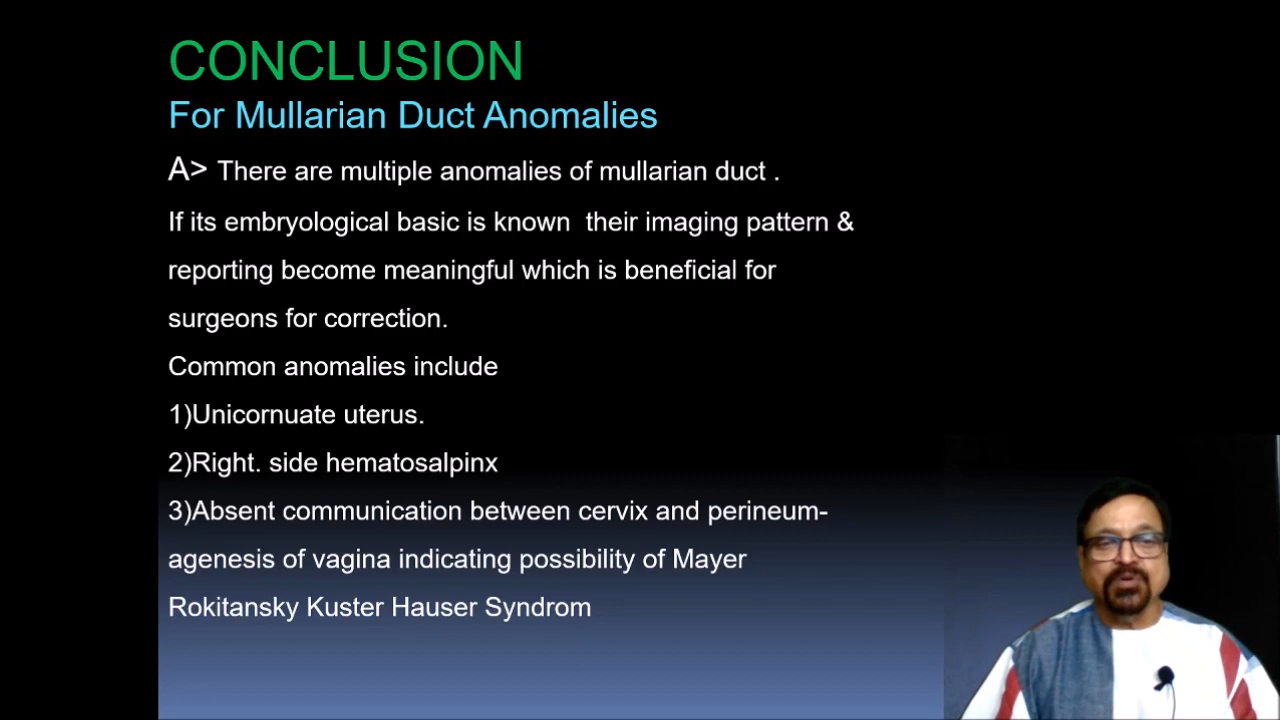 CONCLUSION
For Mullarian Duct Anomalies
A> There are multiple anomalies of mullarian duct .
If its embryological basic is known  their imaging pattern &
reporting become meaningful which is beneficial for
surgeons for correction.
Common anomalies include
1)Unicornuate uterus.
2)Right. side hematosalpinx
3)Absent communication between cervix and perineum-
agenesis of vagina indicating possibility of Mayer
Rokitansky Kuster Hauser Syndrom